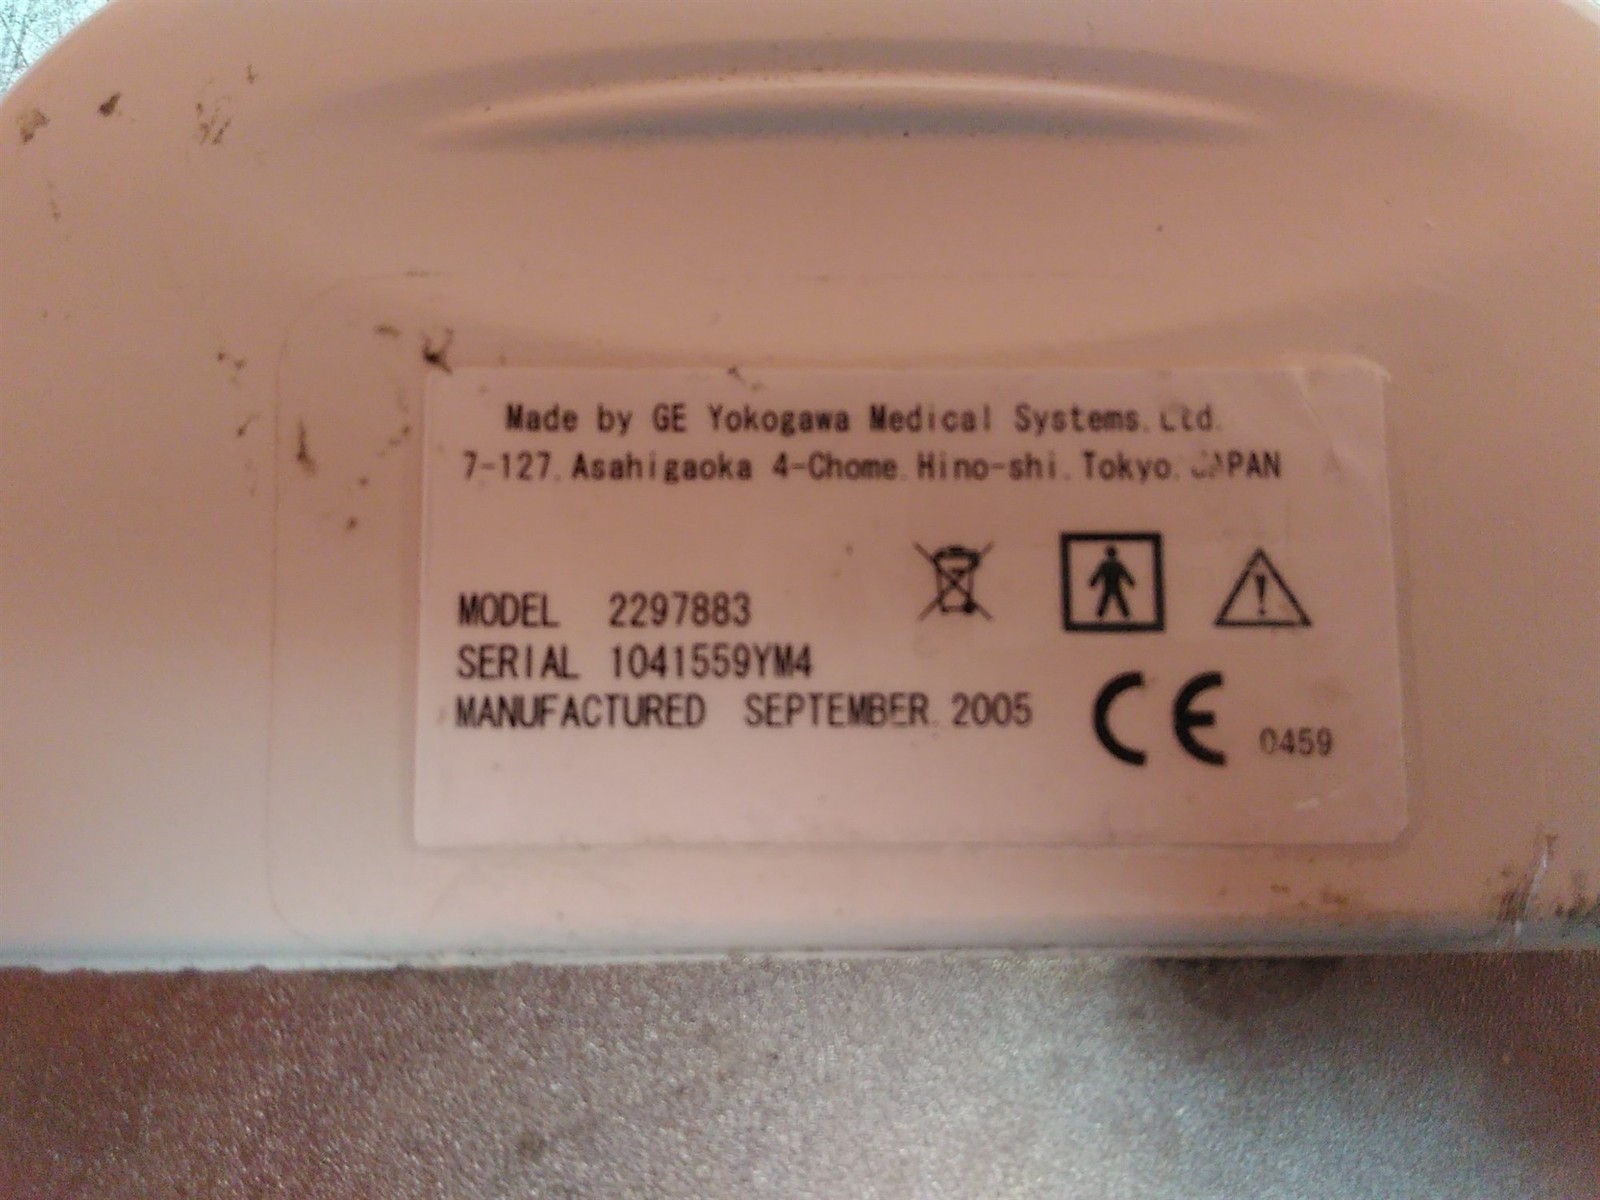 Made by GE Yokogawa Medical Systems. Ltd.
7-127. Asahigaoka 4-Chome. Hino-shi. Tokyo. JAPAN
MODEL 2297883
SERIAL 1041559YM4
MANUFACTURED SEPTEMBER. 2005
CE 0459